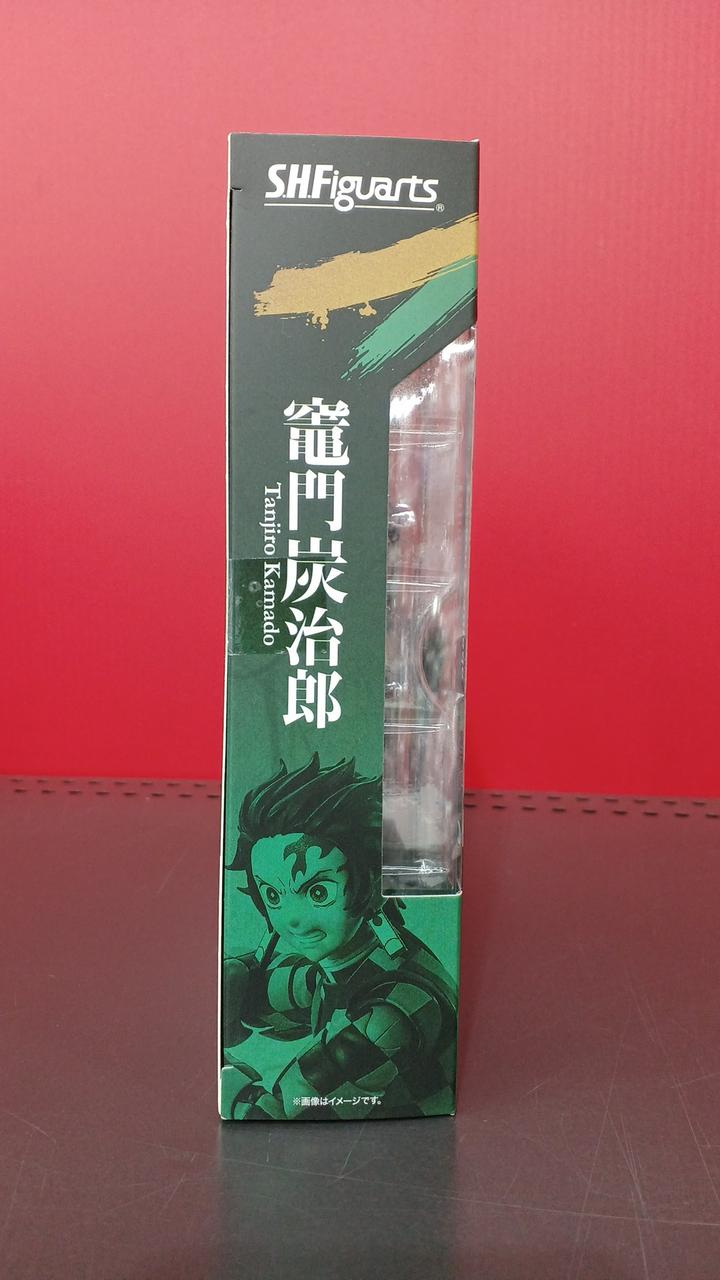 S.H.Figuarts®
竈門炭治郎
Tanjiro Kamado
※画像はイメージです。